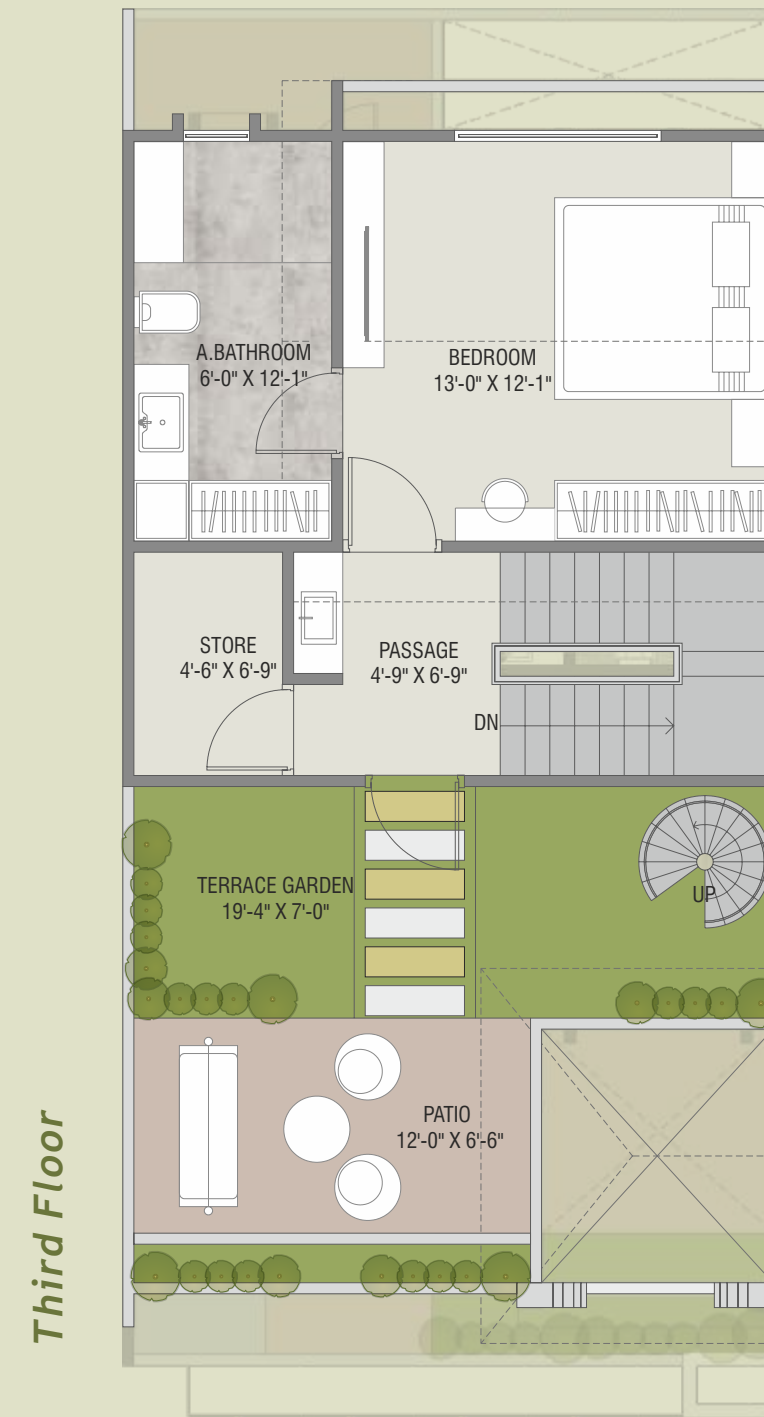 A.BATHROOM
6'-0" X 12'-1"
BEDROOM
13'-0" X 12'-1"
STORE
4'-6" X 6'-9"
PASSAGE
4'-9" X 6'-9"
DN
TERRACE GARDEN
19'-4" X 7'-0"
UP
PATIO
12'-0" X 6'-6"
Third Floor